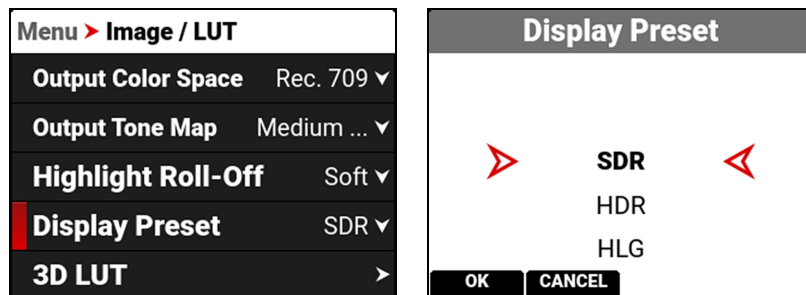 Menu > Image / LUT
Output Color Space Rec. 709
Output Tone Map Medium ...
Highlight Roll-Off Soft
Display Preset SDR
3D LUT >
Display Preset
SDR
HDR
HLG
OK CANCEL